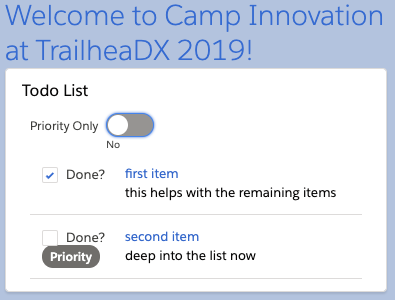 Welcome to Camp Innovation
at TrailheaDX 2019!
Todo List
Priority Only
No
Done? first item
this helps with the remaining items
Done? second item
Priority deep into the list now